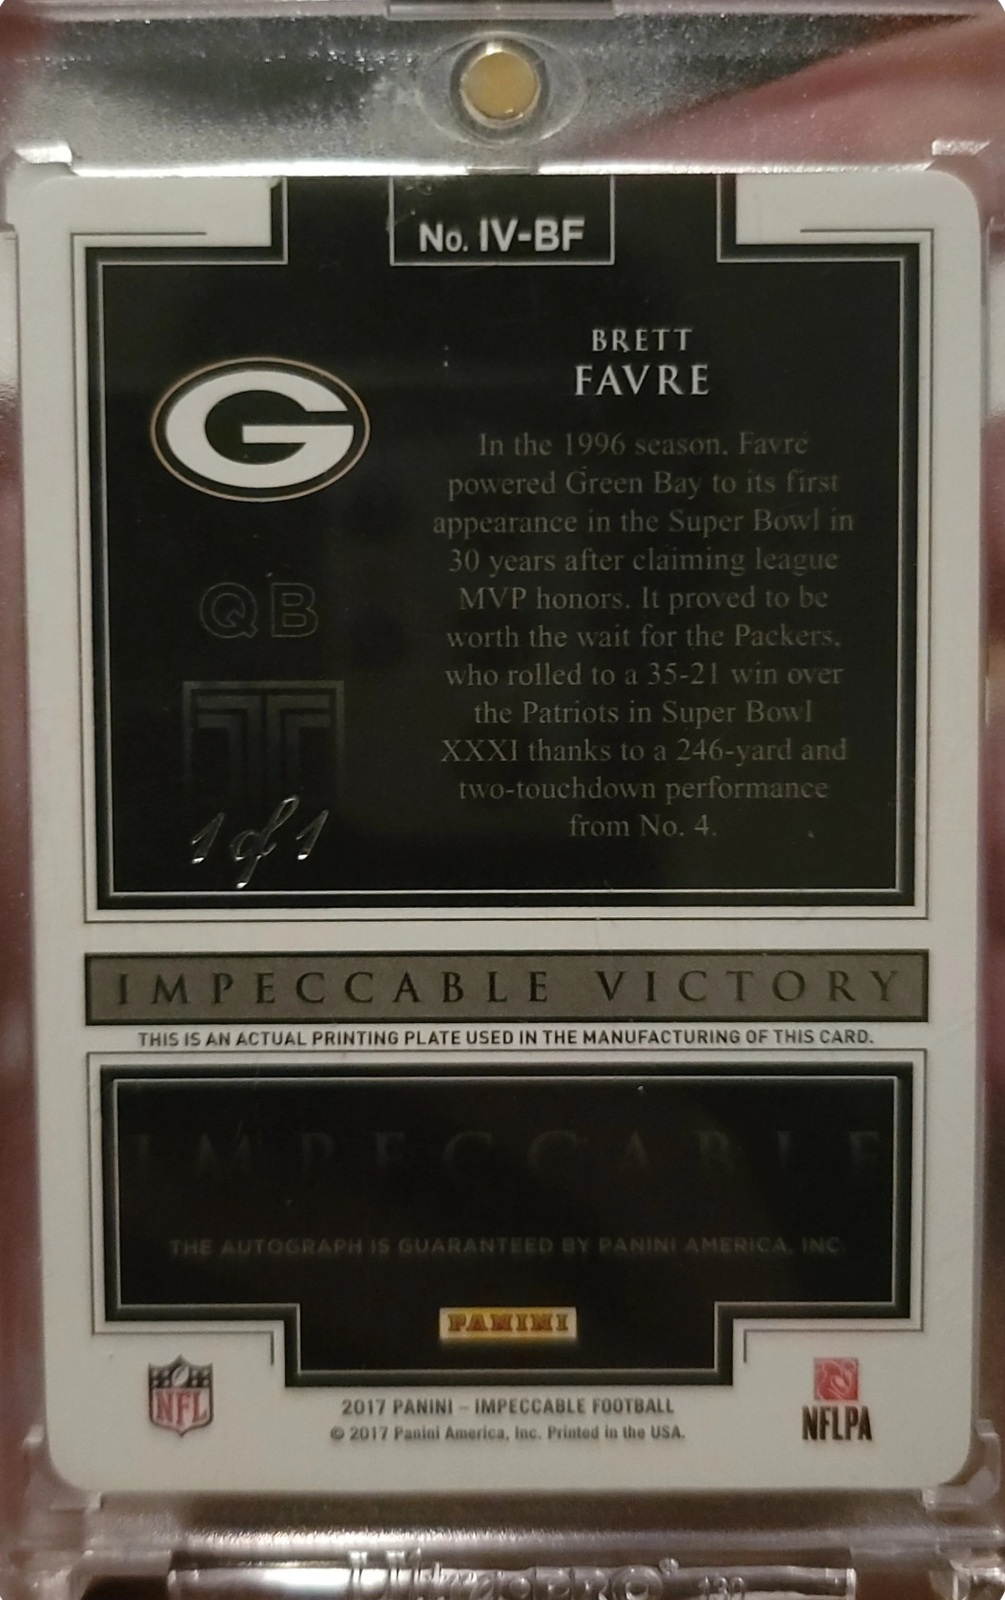 No. IV-BF
BRETT
FAVRE
In the 1996 season, Favre
powered Green Bay to its first
appearance in the Super Bowl in
30 years after claiming league
MVP honors. It proved to be
worth the wait for the Packers,
who rolled to a 35-21 win over
the Patriots in Super Bowl
XXXI thanks to a 246-yard and
two-touchdown performance
from No. 4.
G
QB
1 of 1
IMPECCABLE VICTORY
THIS IS AN ACTUAL PRINTING PLATE USED IN THE MANUFACTURING OF THIS CARD.
IMPECCABLE
THE AUTOGRAPH IS GUARANTEED BY PANINI AMERICA, INC.
PANINI
NFL
2017 PANINI – IMPECCABLE FOOTBALL
© 2017 Panini America, Inc. Printed in the USA.
NFLPA
UltraPRO